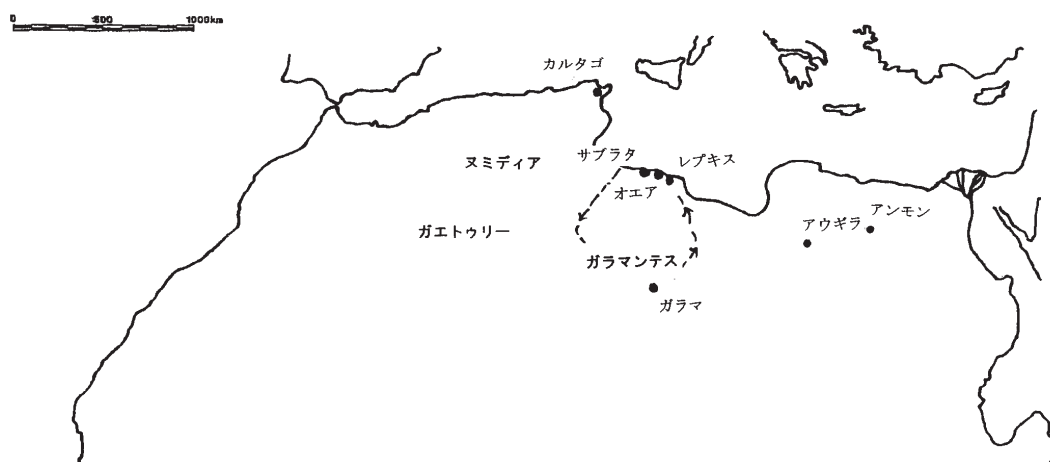 0 500 1000km
カルタゴ
ヌミディア
サブラタ
レプキス
オエア
アンモン
アウギラ
ガエトゥリー
ガラマンテス
ガラマ